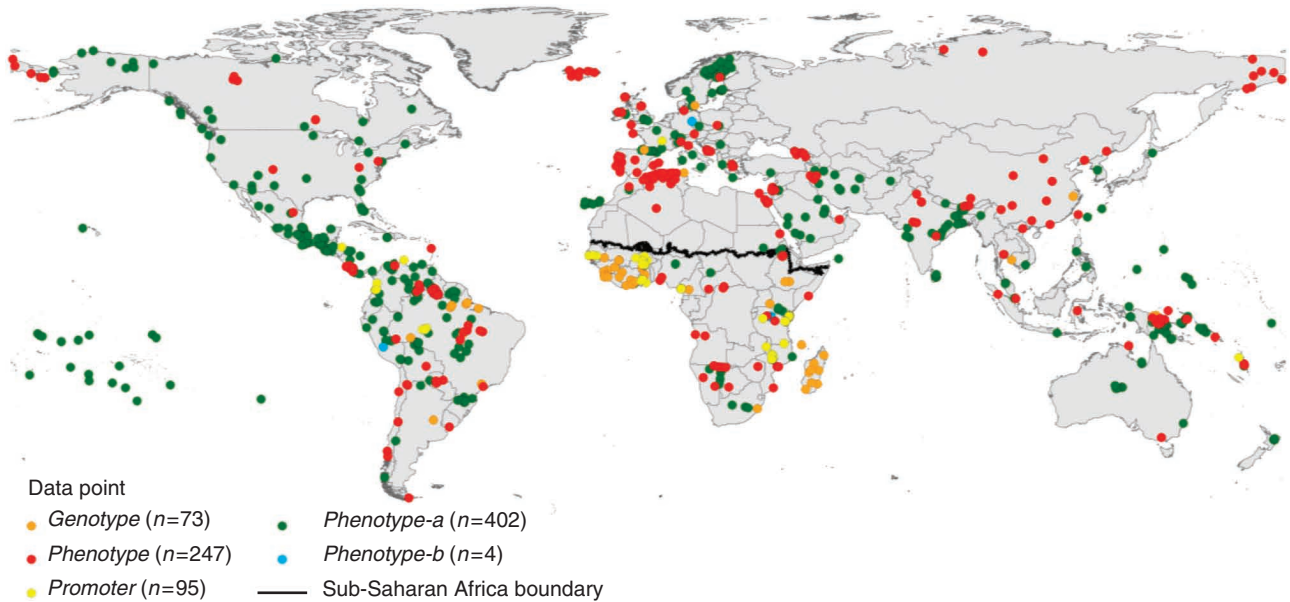 Data point
Genotype (n=73)
Phenotype (n=247)
Promoter (n=95)
Phenotype-a (n=402)
Phenotype-b (n=4)
Sub-Saharan Africa boundary